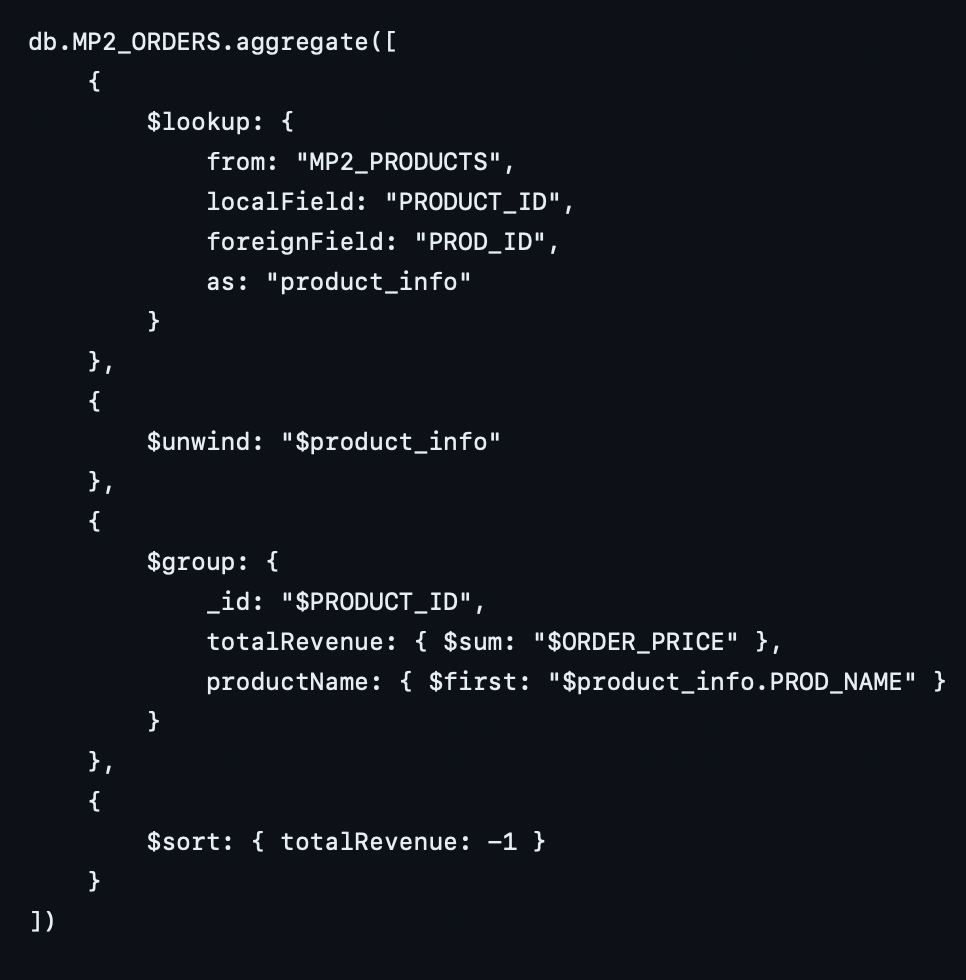 db.MP2_ORDERS.aggregate([
    {
        $lookup: {
            from: "MP2_PRODUCTS",
            localField: "PRODUCT_ID",
            foreignField: "PROD_ID",
            as: "product_info"
        }
    },
    {
        $unwind: "$product_info"
    },
    {
        $group: {
            _id: "$PRODUCT_ID",
            totalRevenue: { $sum: "$ORDER_PRICE" },
            productName: { $first: "$product_info.PROD_NAME" }
        }
    },
    {
        $sort: { totalRevenue: -1 }
    }
])